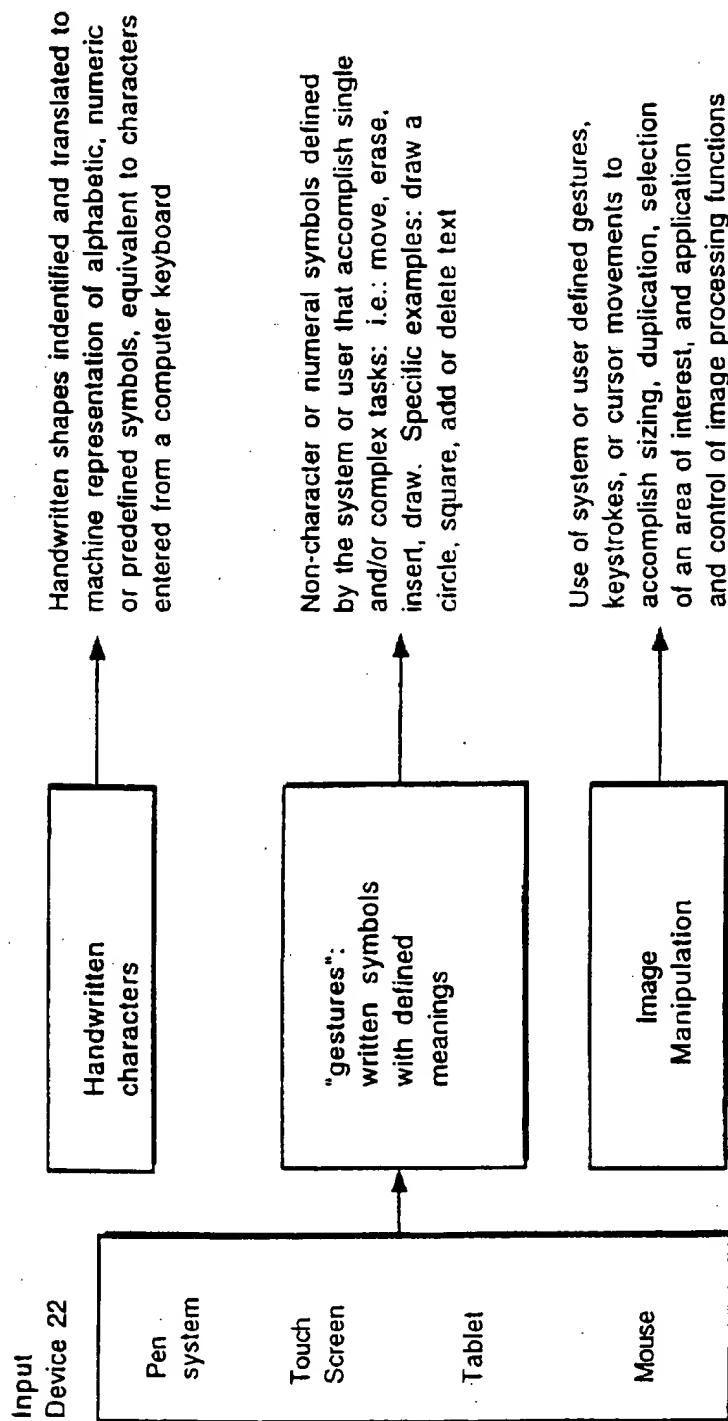 Input
Device 22
Pen
system
Touch
Screen
Tablet
Mouse
Handwritten
characters
"gestures":
written symbols
with defined
meanings
Image
Manipulation
Handwritten shapes indentified and translated to
machine representation of alphabetic, numeric
or predefined symbols, equivalent to characters
entered from a computer keyboard
Non-character or numeral symbols defined
by the system or user that accomplish single
and/or complex tasks: i.e.: move, erase,
insert, draw. Specific examples: draw a
circle, square, add or delete text
Use of system or user defined gestures,
keystrokes, or cursor movements to
accomplish sizing, duplication, selection
of an area of interest, and application
and control of image processing functions